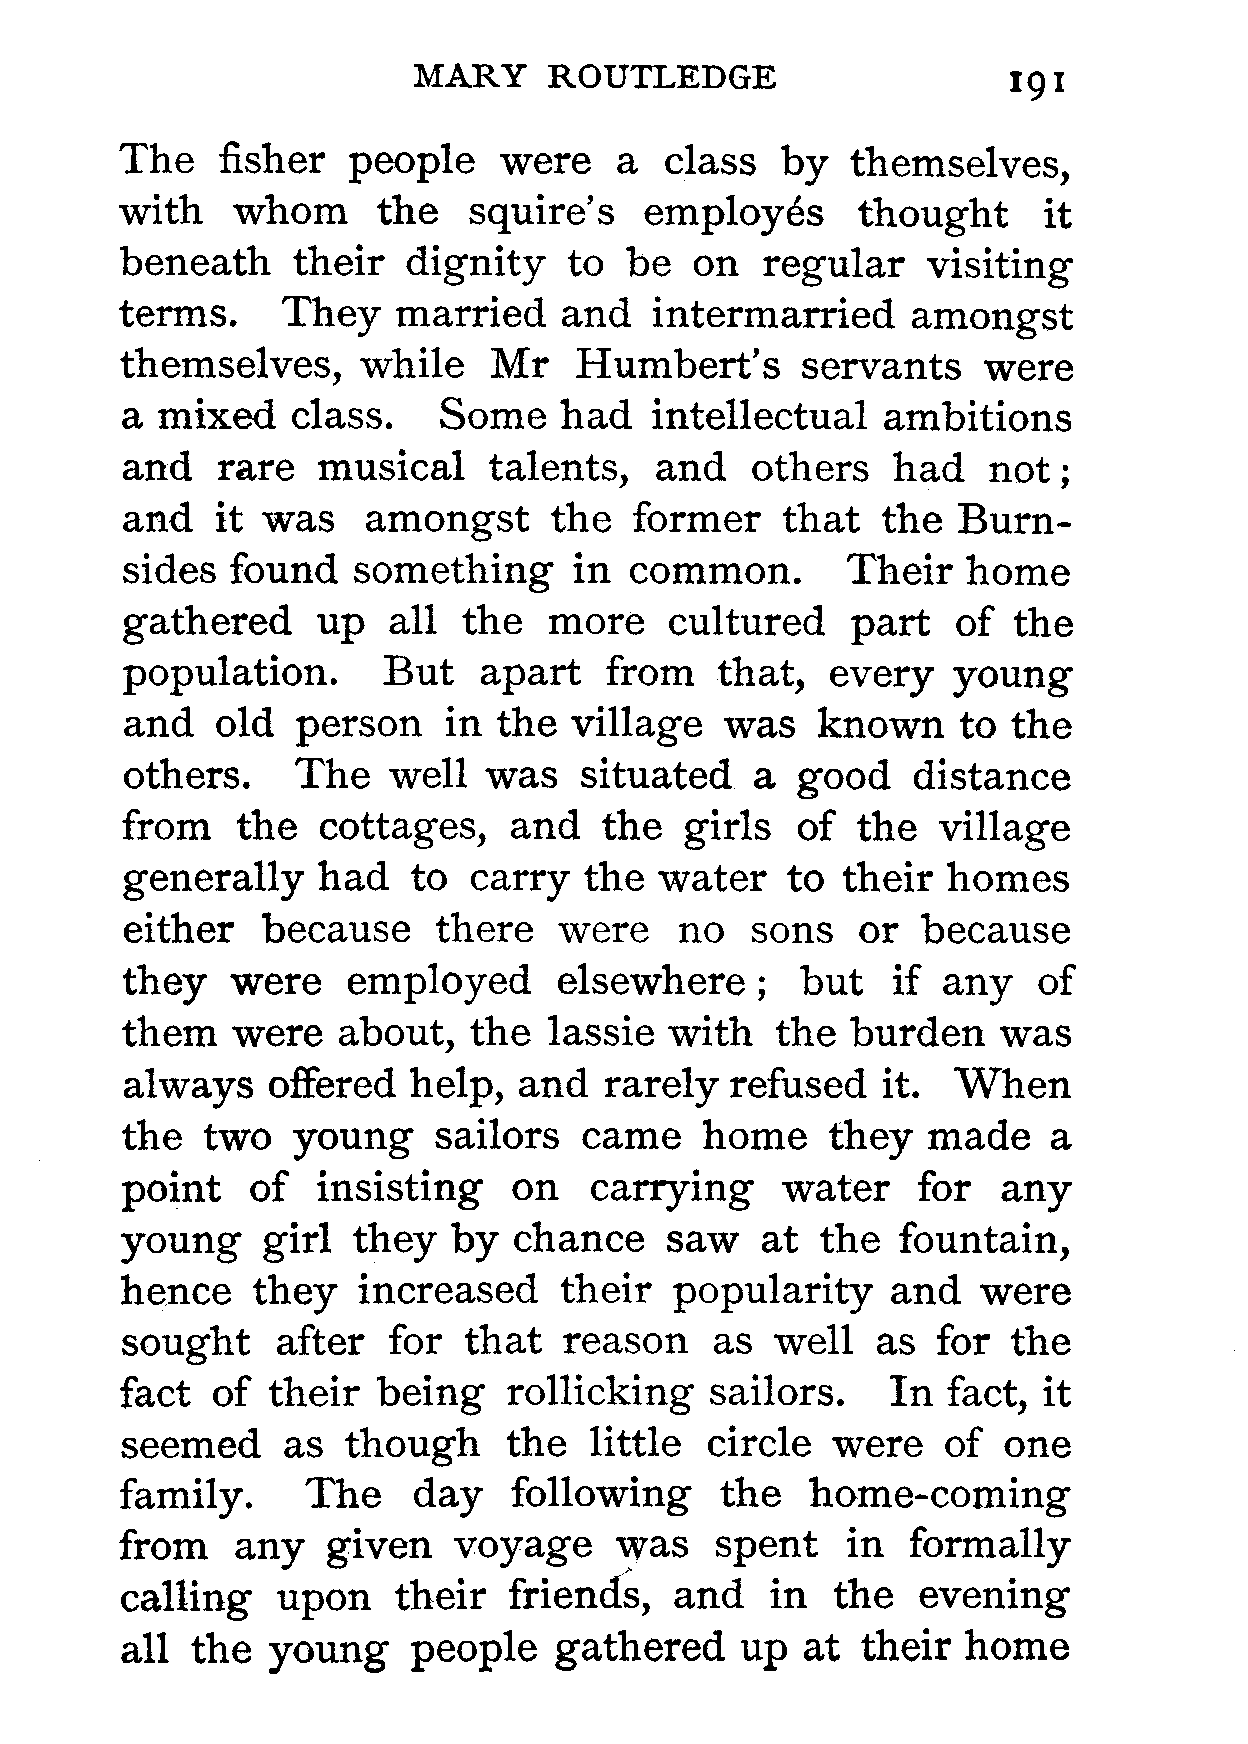 MARY ROUTLEDGE 191
The fisher people were a class by themselves,
with whom the squire's employés thought it
beneath their dignity to be on regular visiting
terms. They married and intermarried amongst
themselves, while Mr Humbert's servants were
a mixed class. Some had intellectual ambitions
and rare musical talents, and others had not ;
and it was amongst the former that the Burn-
sides found something in common. Their home
gathered up all the more cultured part of the
population. But apart from that, every young
and old person in the village was known to the
others. The well was situated a good distance
from the cottages, and the girls of the village
generally had to carry the water to their homes
either because there were no sons or because
they were employed elsewhere ; but if any of
them were about, the lassie with the burden was
always offered help, and rarely refused it. When
the two young sailors came home they made a
point of insisting on carrying water for any
young girl they by chance saw at the fountain,
hence they increased their popularity and were
sought after for that reason as well as for the
fact of their being rollicking sailors. In fact, it
seemed as though the little circle were of one
family. The day following the home-coming
from any given voyage was spent in formally
calling upon their friends, and in the evening
all the young people gathered up at their home